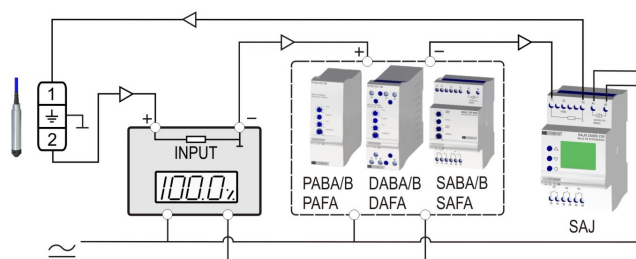 1
2
+
−
INPUT
100.0%
+
−
PABA/B DABA/B SABA/B
PAFA DAFA SAFA
SAJ